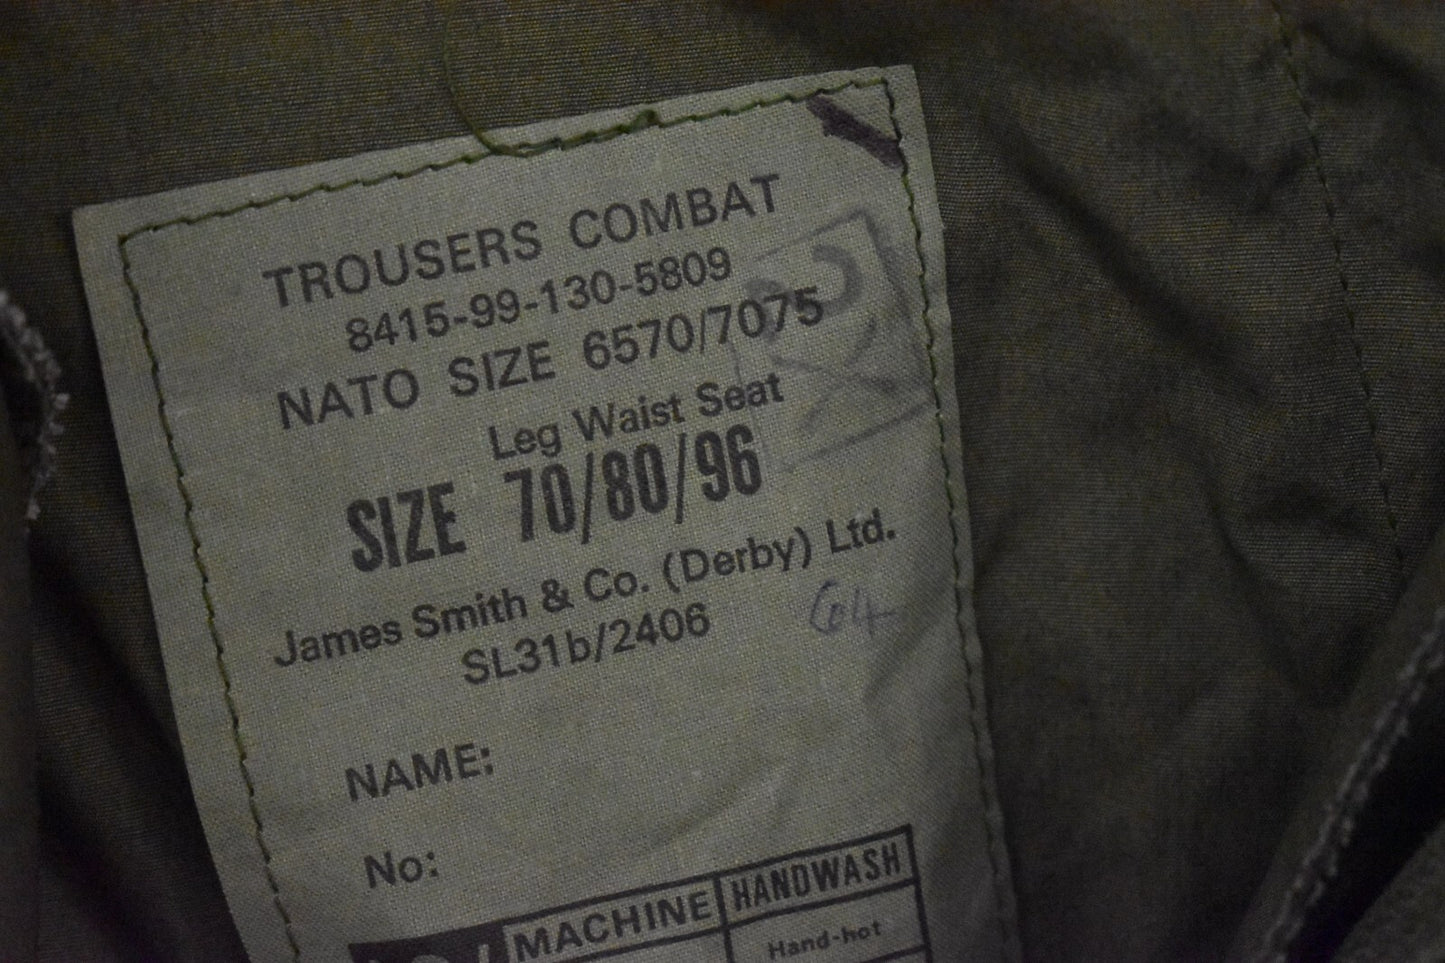 TROUSERS COMBAT
8415-99-130-5809
NATO SIZE 6570/7075
Leg Waist Seat
SIZE 70/80/96
James Smith & Co. (Derby) Ltd.
SL31b/2406
64
NAME:
No:
MACHINE HANDWASH
Hand-hot